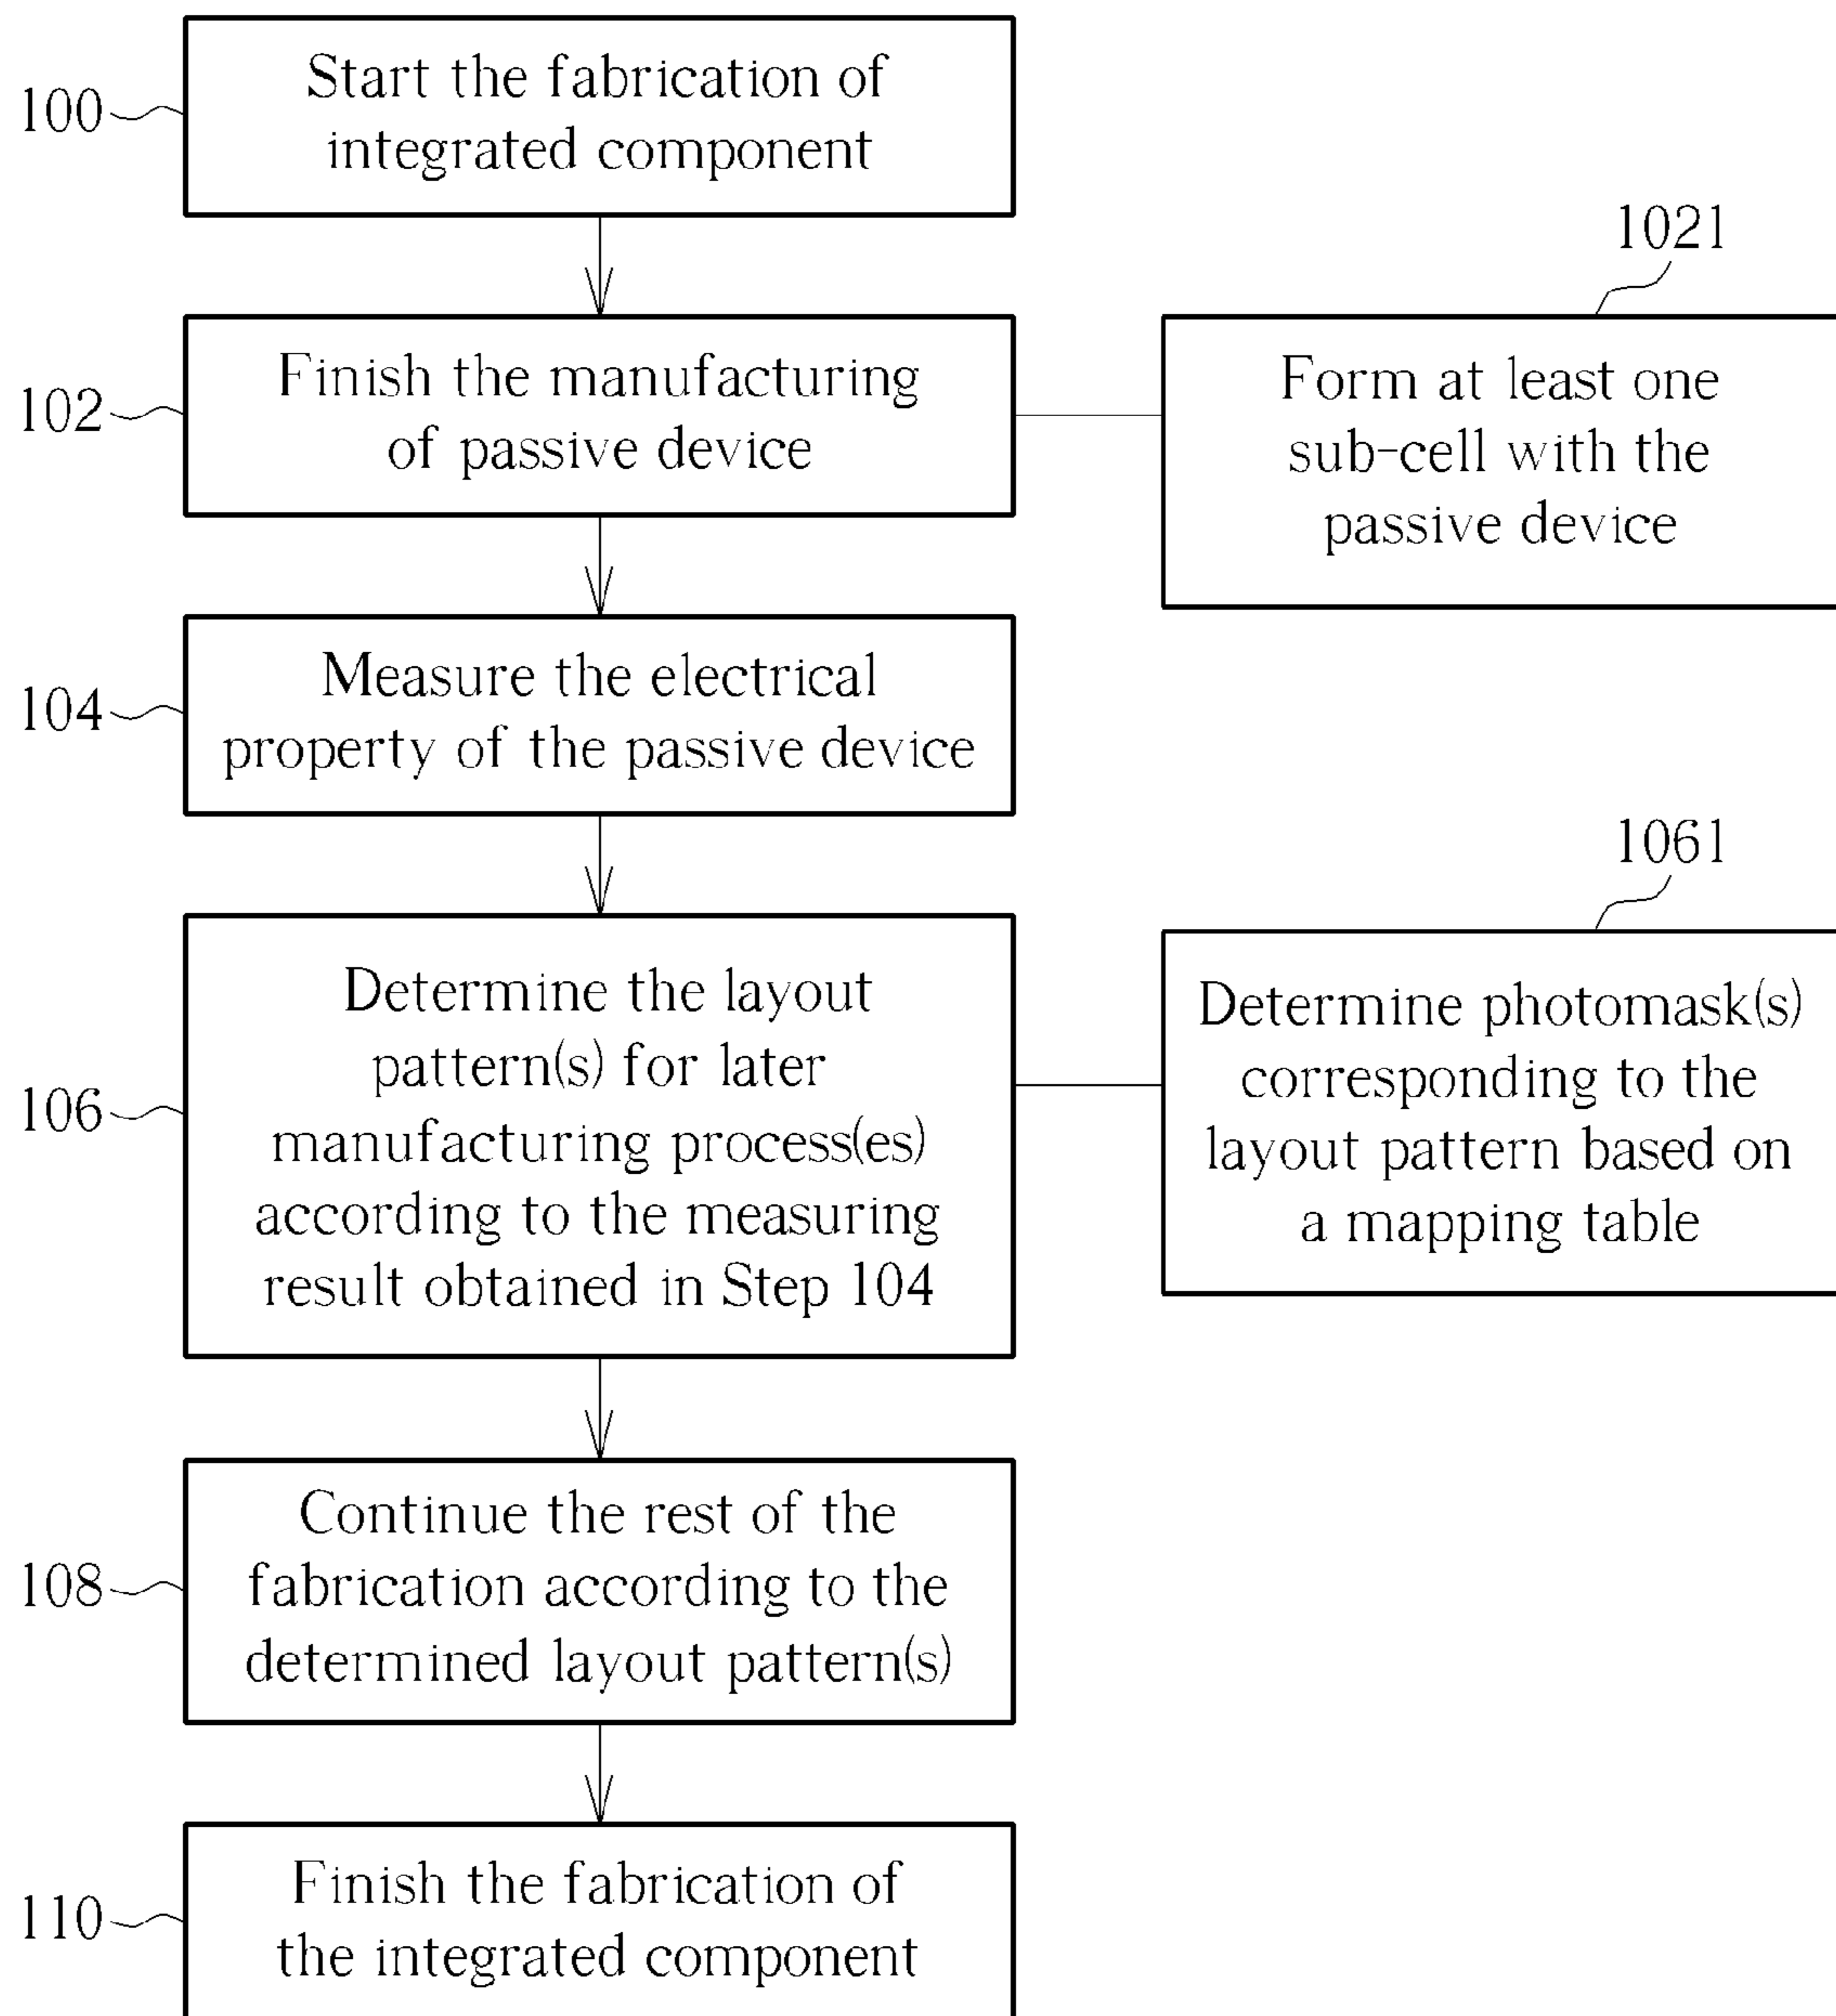 100
Start the fabrication of
integrated component
1021
102
Finish the manufacturing
of passive device
Form at least one
sub-cell with the
passive device
104
Measure the electrical
property of the passive device
1061
106
Determine the layout
pattern(s) for later
manufacturing process(es)
according to the measuring
result obtained in Step 104
Determine photomask(s)
corresponding to the
layout pattern based on
a mapping table
108
Continue the rest of the
fabrication according to the
determined layout pattern(s)
110
Finish the fabrication of
the integrated component